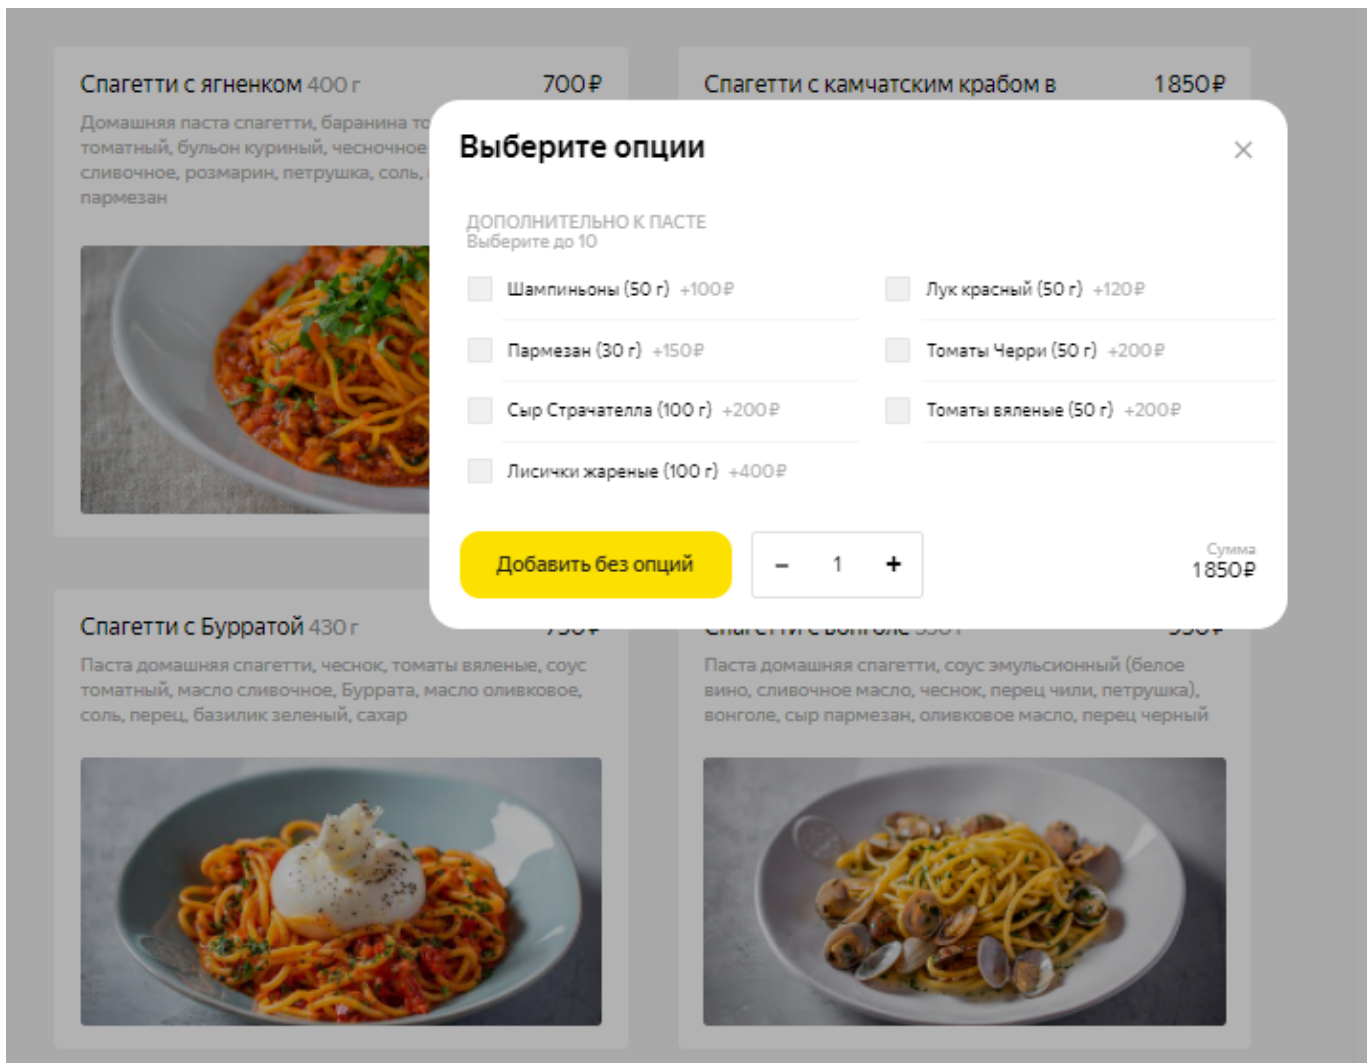 Спагетти с ягненком 400 г 700 ₽
Домашняя паста спагетти, баранина
томатный, бульон куриный, чесночное
сливочное, розмарин, петрушка, соль,
пармезан
Спагетти с камчатским крабом в 1850 ₽
Выберите опции
ДОПОЛНИТЕЛЬНО К ПАСТЕ
Выберите до 10
Шампиньоны (50 г) +100 ₽
Лук красный (50 г) +120 ₽
Пармезан (30 г) +150 ₽
Томаты Черри (50 г) +200 ₽
Сыр Страчателла (100 г) +200 ₽
Томаты вяленые (50 г) +200 ₽
Лисички жареные (100 г) +400 ₽
Добавить без опций
– 1 +
Сумма
1850 ₽
Спагетти с Бурратой 430 г
Паста домашняя спагетти, чеснок, томаты вяленые, соус
томатный, масло сливочное, Буррата, масло оливковое,
соль, перец, базилик зеленый, сахар
Спагетти с вонголе
Паста домашняя спагетти, соус эмульсионный (белое
вино, сливочное масло, чеснок, перец чили, петрушка),
вонголе, сыр пармезан, оливковое масло, перец черный